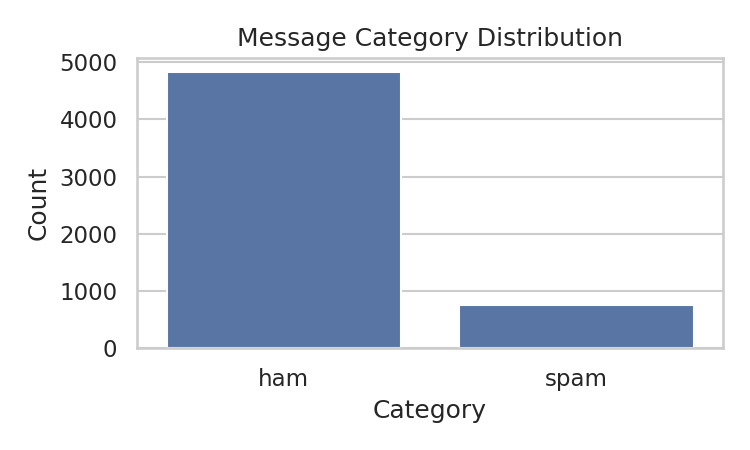 Message Category Distribution
5000
4000
3000
2000
1000
0
Count
ham
spam
Category